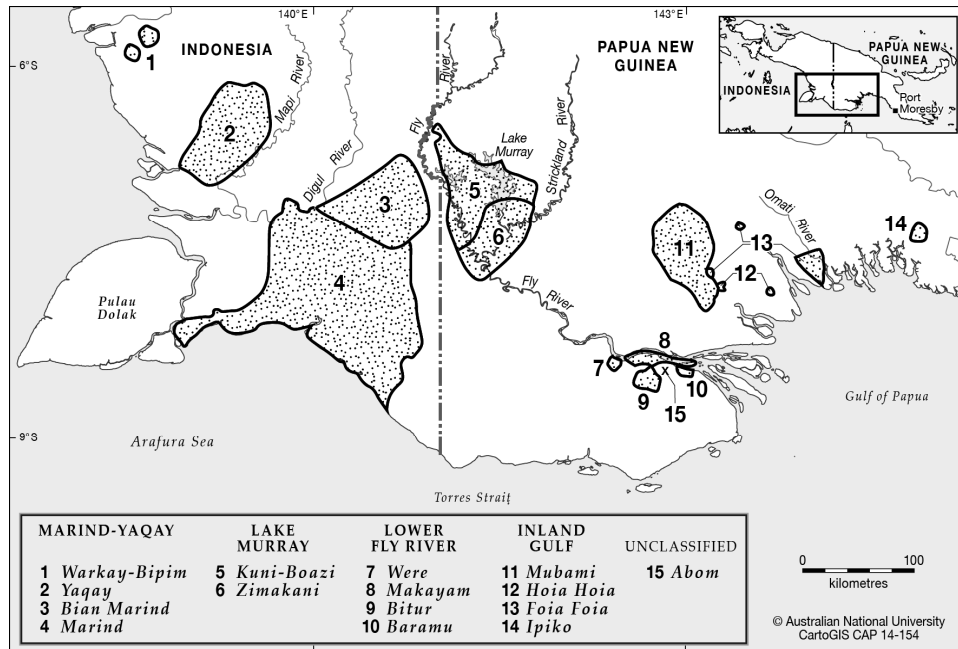 140°E
143°E
6°S
9°S
INDONESIA
PAPUA NEW
GUINEA
PAPUA NEW
GUINEA
INDONESIA
Port
Moresby
Mapi River
Digul River
Fly River
Lake
Murray
Strickland River
Omati River
Fly River
Pulau
Dolak
Arafura Sea
Torres Strait
Gulf of Papua
1
2
3
4
5
6
11
13
12
14
7
8
9
x
10
15
MARIND-YAQAY
1 Warkay-Bipim
2 Yaqay
3 Bian Marind
4 Marind
LAKE
MURRAY
5 Kuni-Boazi
6 Zimakani
LOWER
FLY RIVER
7 Were
8 Makayam
9 Bitur
10 Baramu
INLAND
GULF
11 Mubami
12 Hoia Hoia
13 Foia Foia
14 Ipiko
UNCLASSIFIED
15 Abom
0 100
kilometres
© Australian National University
CartoGIS CAP 14-154